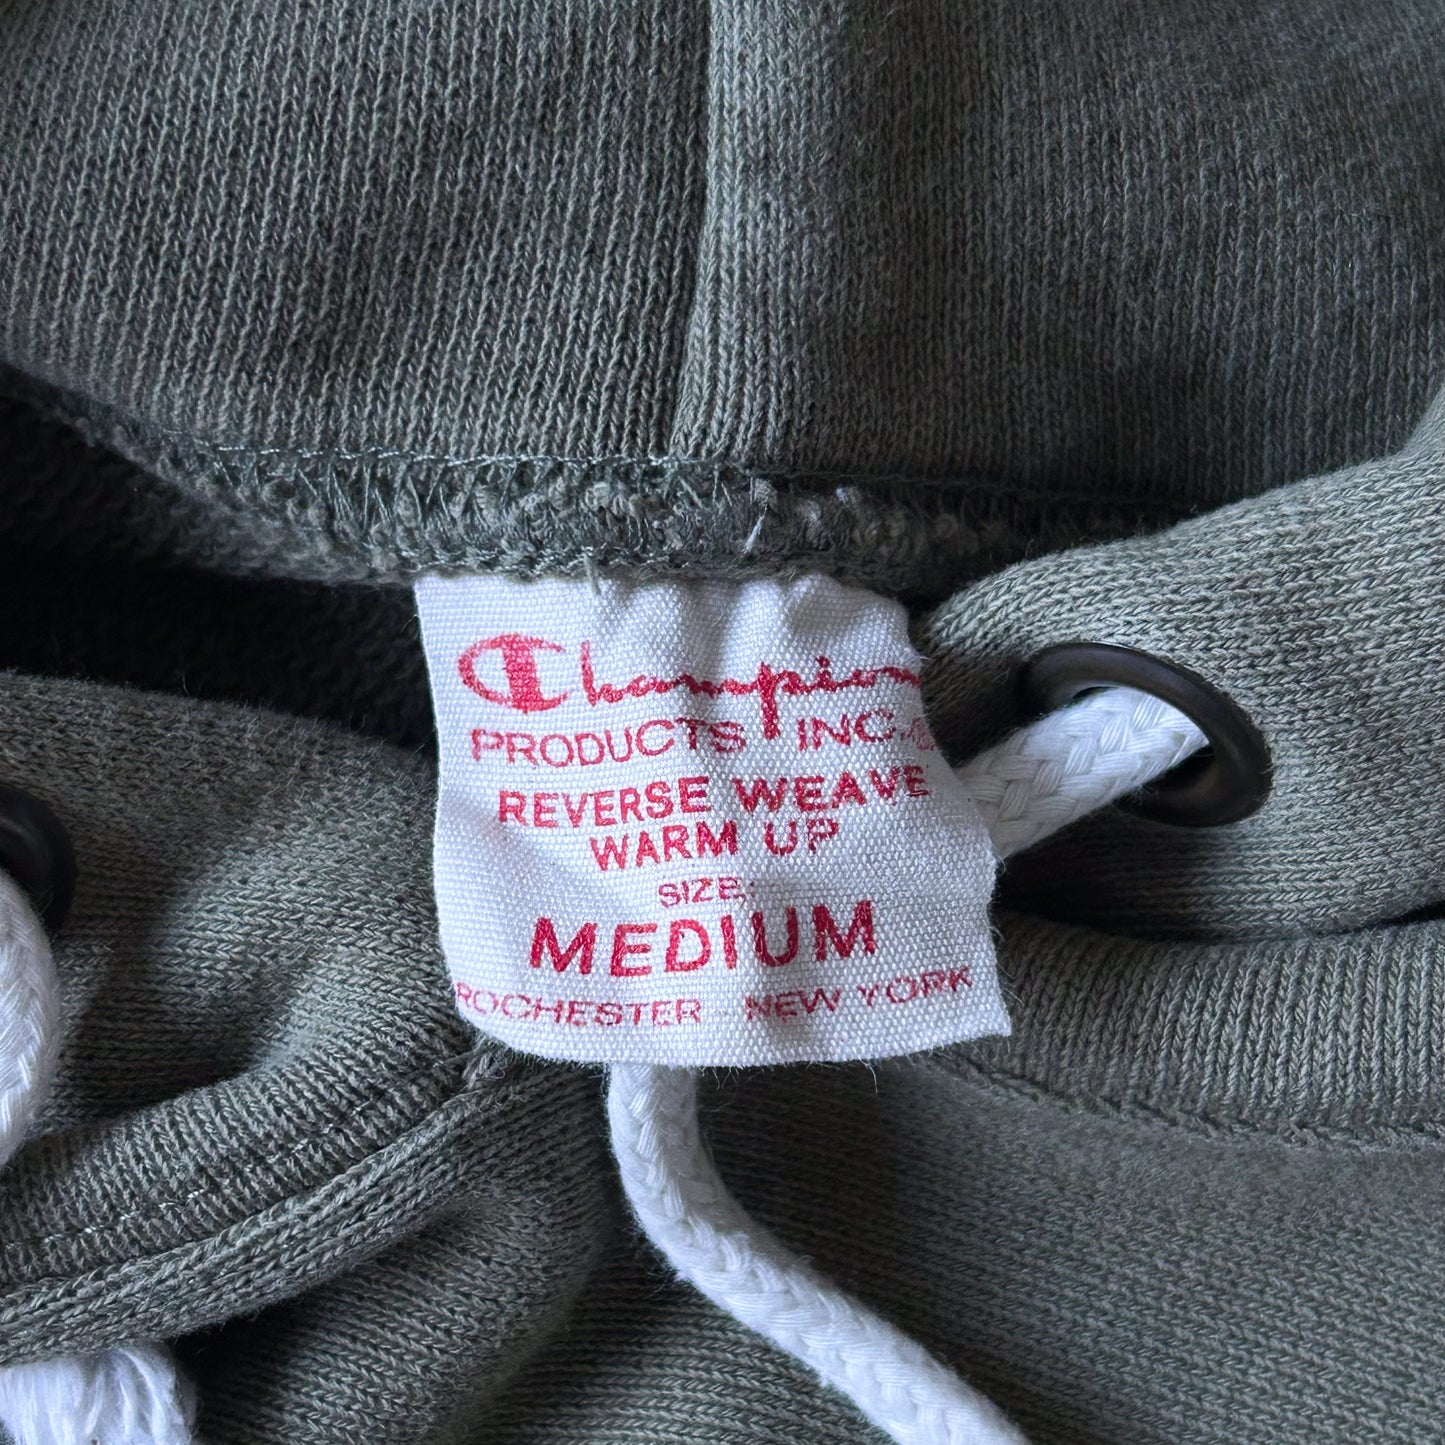 Champion
PRODUCTS INC.
REVERSE WEAVE
WARM UP
SIZE:
MEDIUM
ROCHESTER NEW YORK